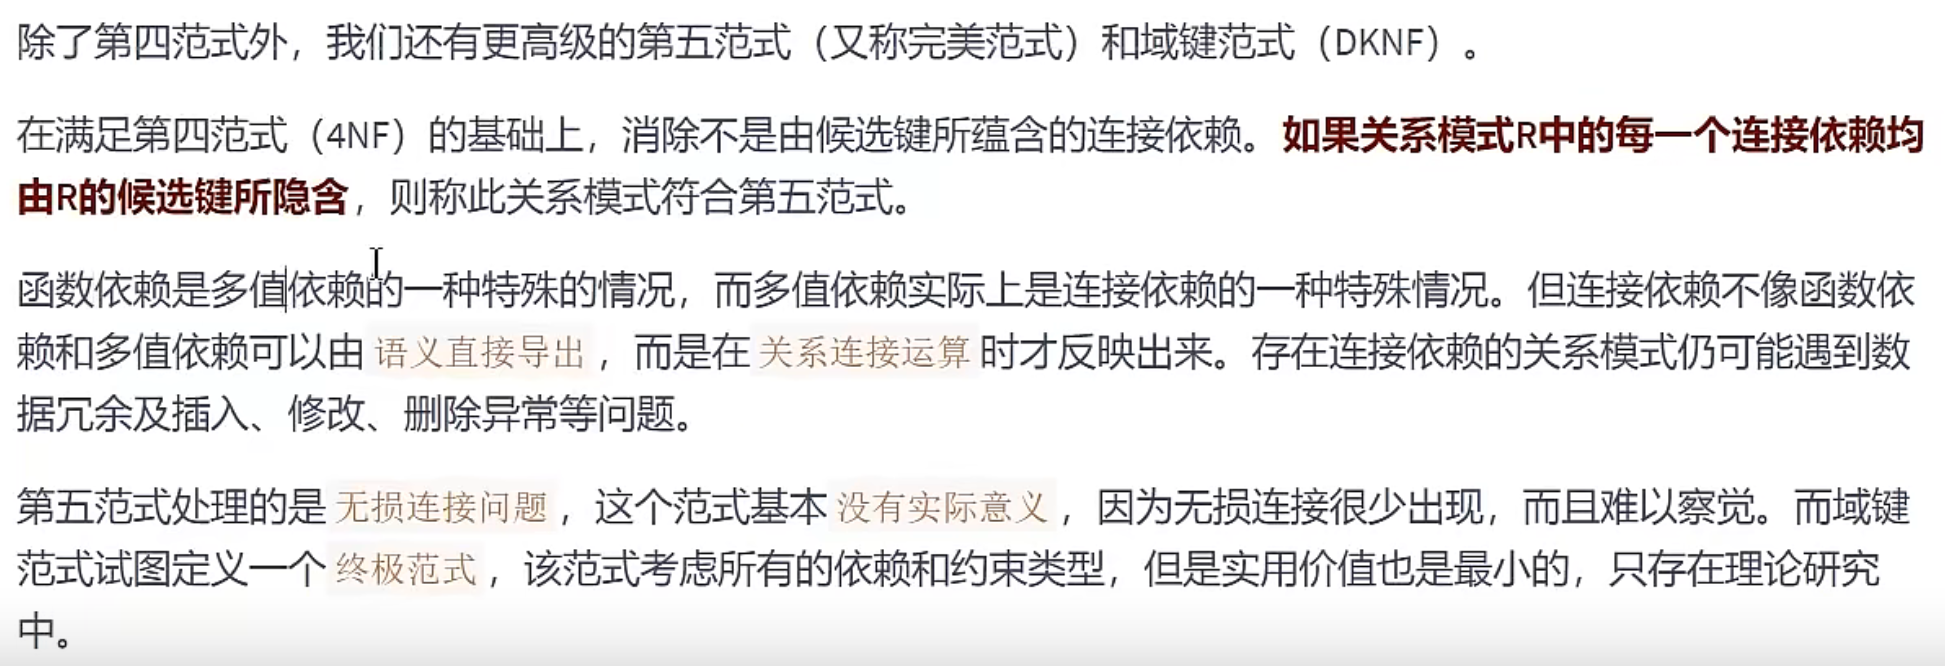 除了第四范式外，我们还有更高级的第五范式（又称完美范式）和域键范式（DKNF）。
在满足第四范式（4NF）的基础上，消除不是由候选键所蕴含的连接依赖。如果关系模式R中的每一个连接依赖均
由R的候选键所隐含，则称此关系模式符合第五范式。
函数依赖是多值依赖的一种特殊的情况，而多值依赖实际上是连接依赖的一种特殊情况。但连接依赖不像函数依
赖和多值依赖可以由 语义直接导出 ，而是在 关系连接运算 时才反映出来。存在连接依赖的关系模式仍可能遇到数
据冗余及插入、修改、删除异常等问题。
第五范式处理的是 无损连接问题 ，这个范式基本 没有实际意义 ，因为无损连接很少出现，而且难以察觉。而域键
范式试图定义一个 终极范式 ，该范式考虑所有的依赖和约束类型，但是实用价值也是最小的，只存在理论研究
中。